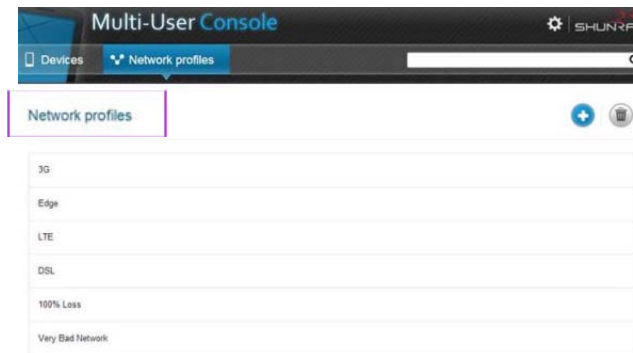 Multi-User Console
SHUNRA
Devices
Network profiles
Network profiles
3G
Edge
LTE
DSL
100% Loss
Very Bad Network